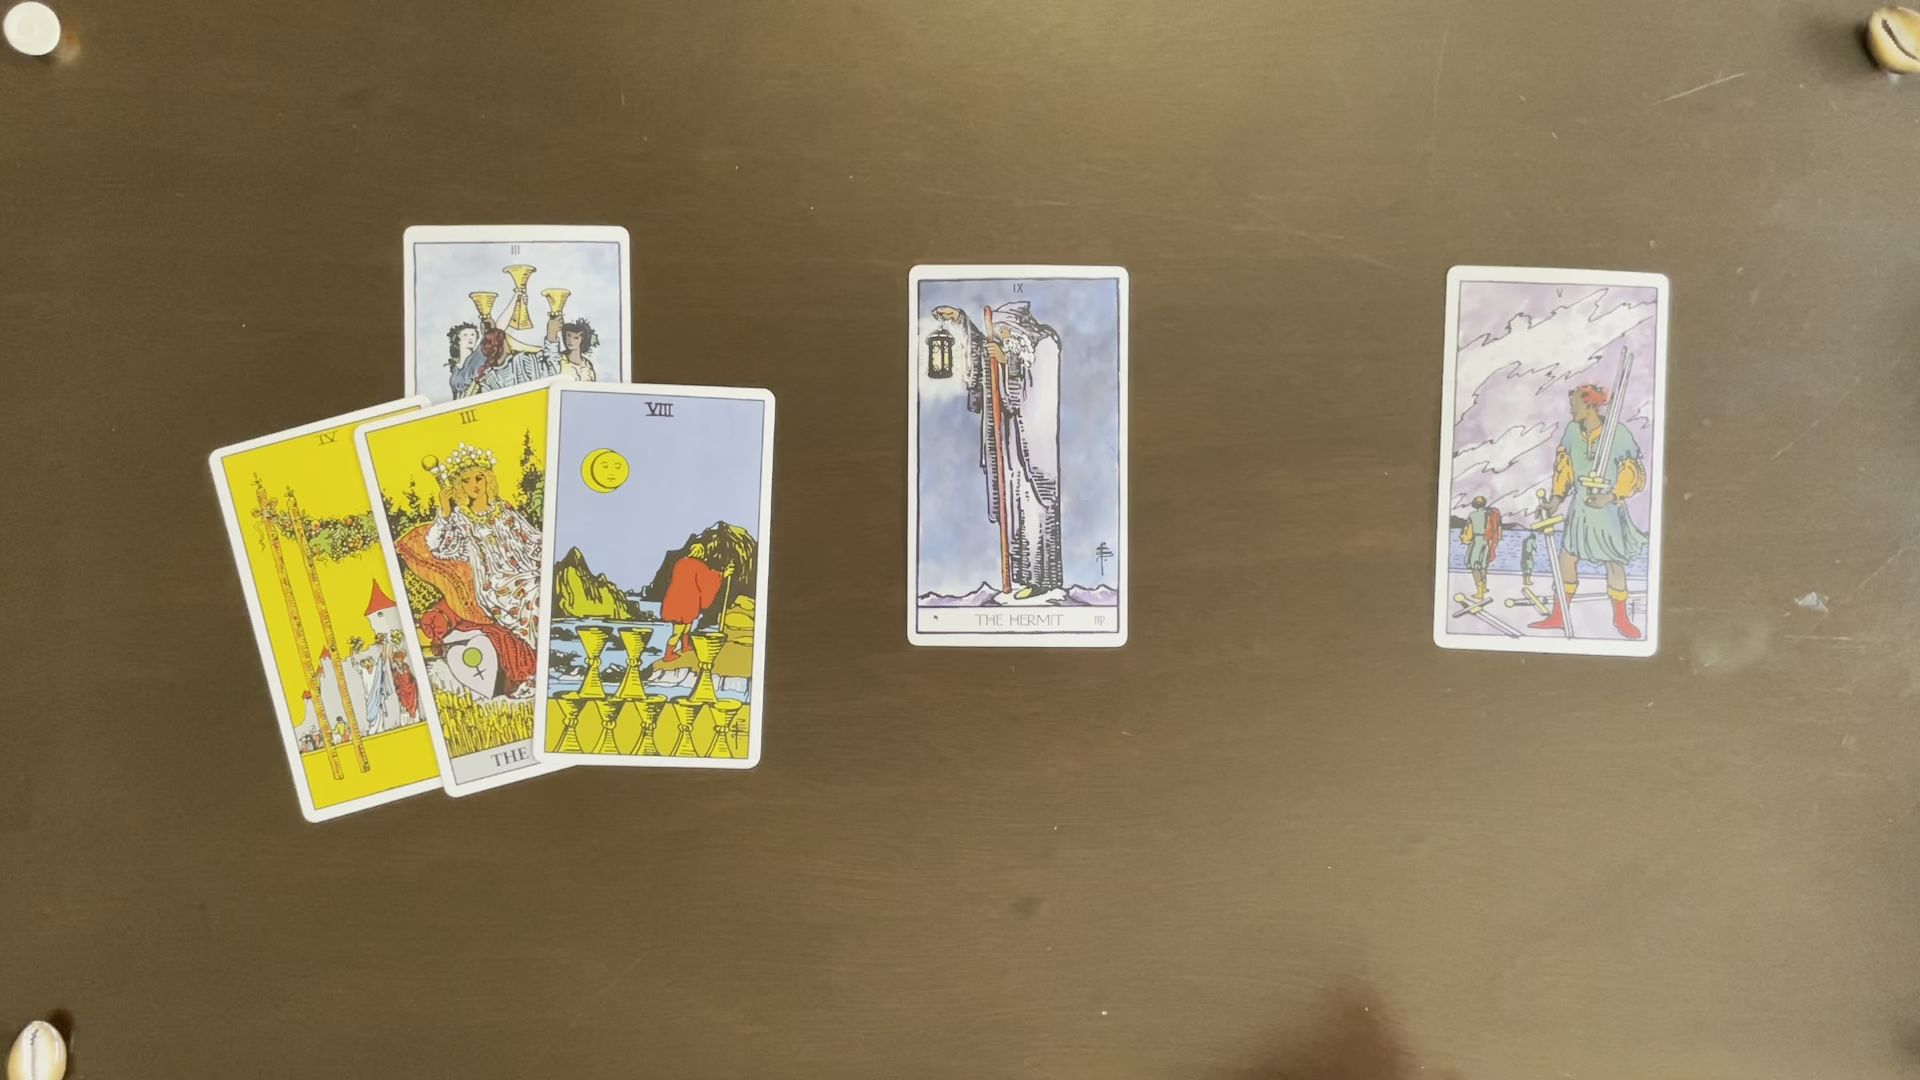 III
IV
III
THE
VIII
IX
THE HERMIT
V